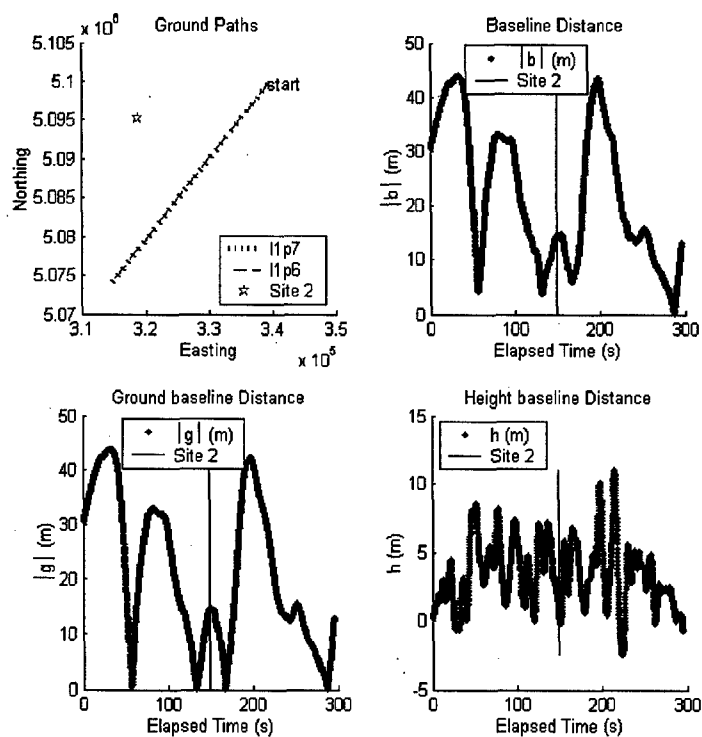 Ground Paths
x 10^6
5.105
5.1
5.095
5.09
5.085
5.08
5.075
5.07
Northing
start
l1p7
l1p6
Site 2
3.1 3.2 3.3 3.4 3.5
Easting
x 10^5
Baseline Distance
|b| (m)
Site 2
50
40
30
20
10
0
|b| (m)
0 100 200 300
Elapsed Time (s)
Ground baseline Distance
|g| (m)
Site 2
50
40
30
20
10
0
|g| (m)
0 100 200 300
Elapsed Time (s)
Height baseline Distance
h (m)
Site 2
15
10
5
0
-5
h (m)
0 100 200 300
Elapsed Time (s)